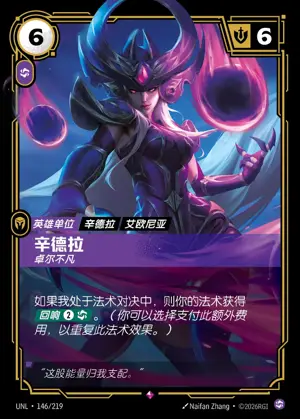 6
6
英雄单位 辛德拉 艾欧尼亚
辛德拉
卓尔不凡
如果我处于法术对决中，则你的法术获得
回响 2 。（你可以选择支付此额外费
用，以重复此法术效果。）
“这股能量归我支配。”
UNL · 146/219 Naifan Zhang · ©2026RGI